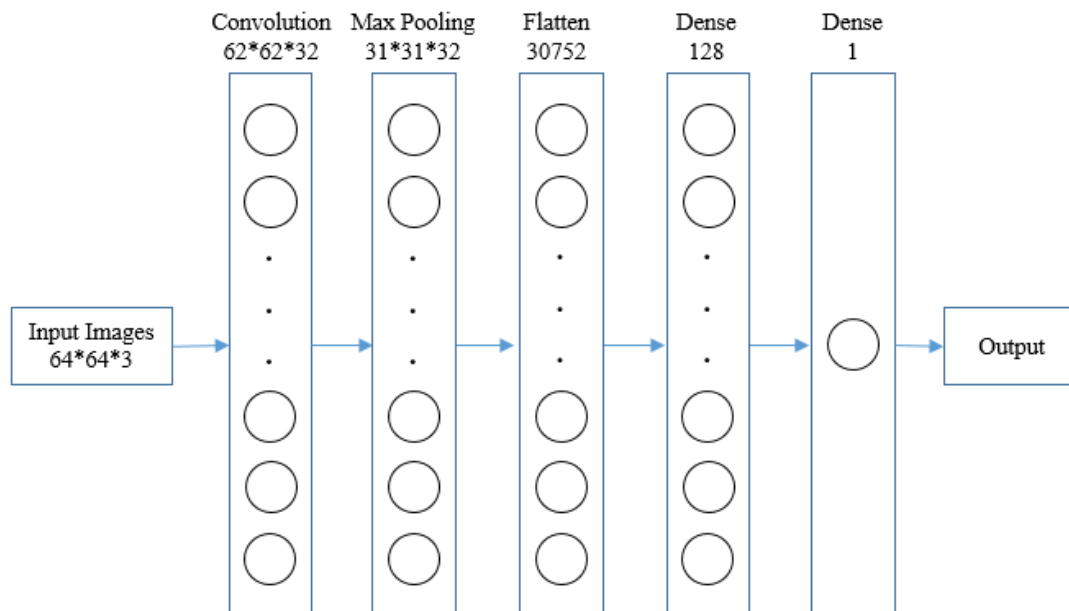 Convolution
62*62*32
Max Pooling
31*31*32
Flatten
30752
Dense
128
Dense
1
Input Images
64*64*3
Output